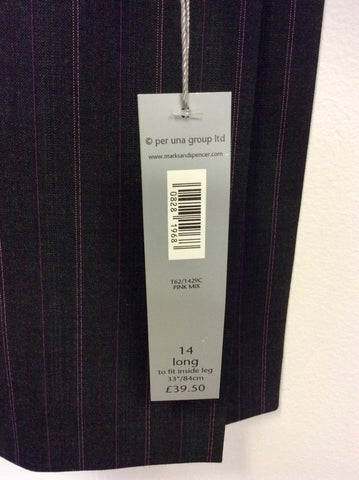 © per una group ltd
www.marksandspencer.com
0828 1968
T62/1429C
PINK MIX
14
long
to fit inside leg
33"/84cm
£39.50